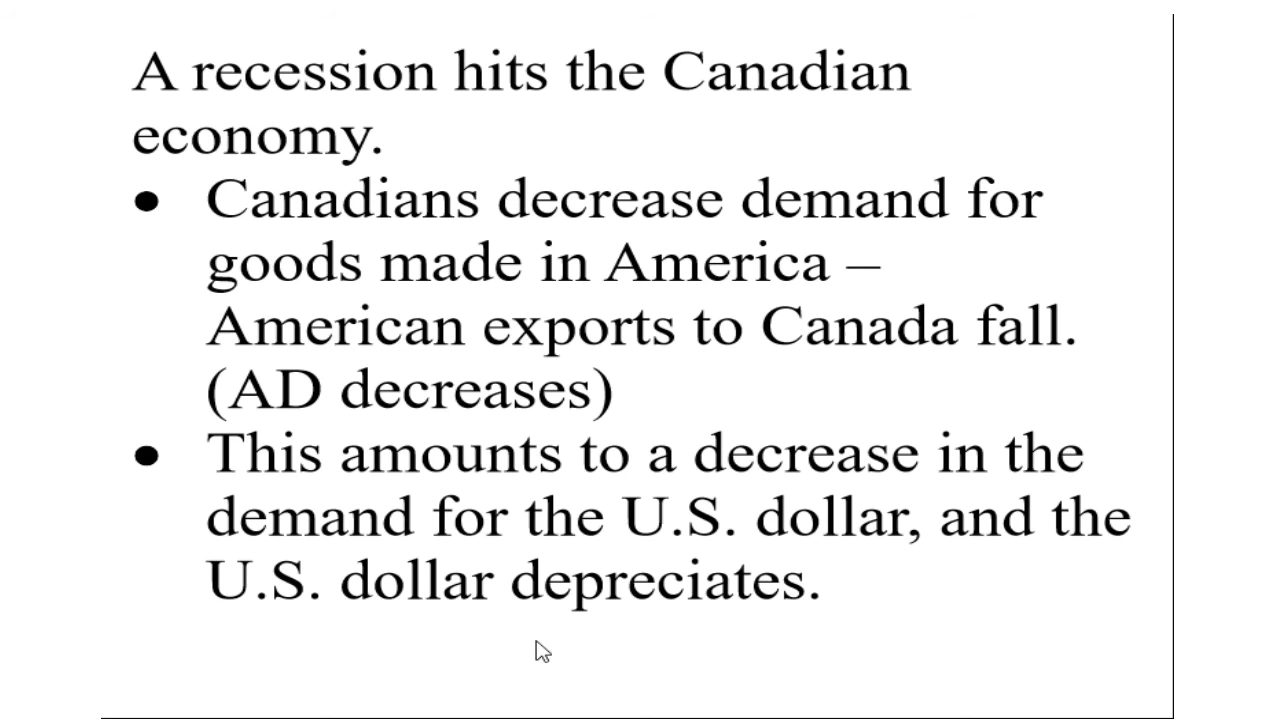 A recession hits the Canadian
economy.
● Canadians decrease demand for
goods made in America –
American exports to Canada fall.
(AD decreases)
● This amounts to a decrease in the
demand for the U.S. dollar, and the
U.S. dollar depreciates.